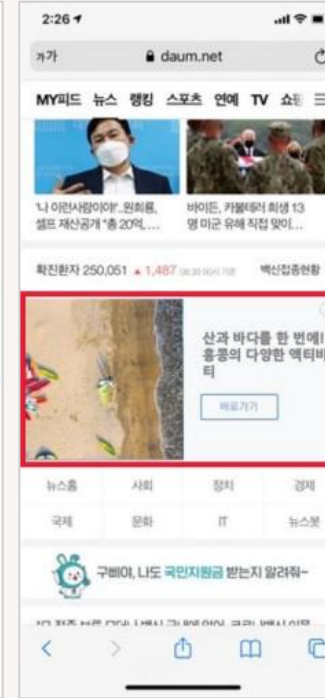 2:26
가가 daum.net
MY피드 뉴스 랭킹 스포츠 연예 TV 쇼핑
'나 이런사람이야!'..원희룡,
셀프 재산공개 "총 20억,...
바이든, 카불테러 희생 13
영 미군 유해 직접 맞이...
확진환자 250,051 ▲ 1,487 백신접종현황
산과 바다를 한 번에!
홍콩의 다양한 액티비
티
바로가기
뉴스홈 사회 정치 경제
국제 문화 IT 뉴스봇
구삐야, 나도 국민지원금 받는지 알려줘~